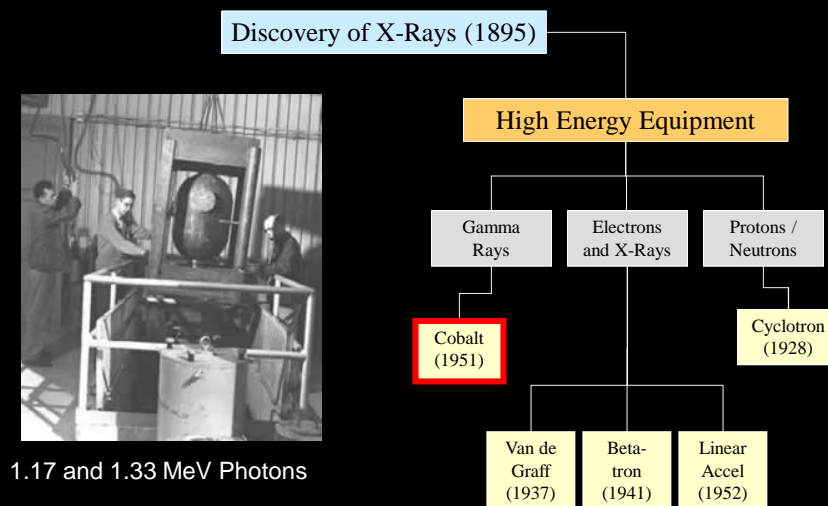 Discovery of X-Rays (1895)
High Energy Equipment
Gamma
Rays
Electrons
and X-Rays
Protons /
Neutrons
Cobalt
(1951)
Cyclotron
(1928)
Van de
Graff
(1937)
Beta-
tron
(1941)
Linear
Accel
(1952)
1.17 and 1.33 MeV Photons